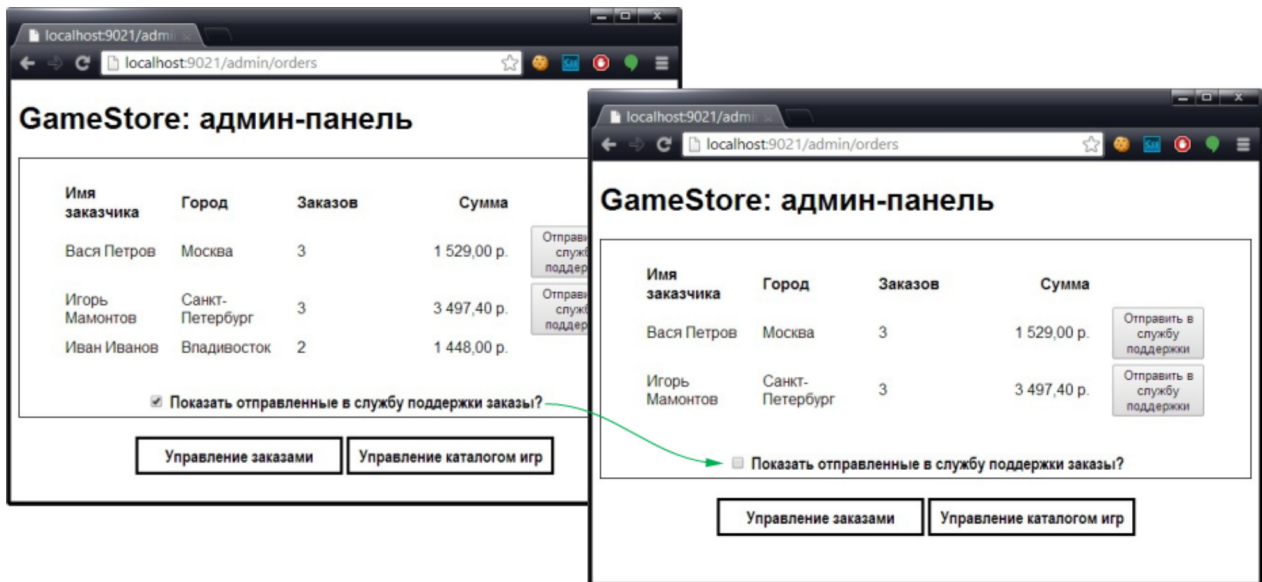 localhost:9021/admi
localhost:9021/admin/orders
GameStore: админ-панель
Имя
заказчика
Город
Заказов
Сумма
Вася Петров Москва 3 1 529,00 р.
Игорь
Мамонтов
Санкт-
Петербург
3 3 497,40 р.
Иван Иванов Владивосток 2 1 448,00 р.
Показать отправленные в службу поддержки заказы?
Управление заказами Управление каталогом игр
localhost:9021/admi
localhost:9021/admin/orders
GameStore: админ-панель
Имя
заказчика
Город
Заказов
Сумма
Вася Петров Москва 3 1 529,00 р.
Отправить в
службу
поддержки
Игорь
Мамонтов
Санкт-
Петербург
3 3 497,40 р.
Отправить в
службу
поддержки
Показать отправленные в службу поддержки заказы?
Управление заказами Управление каталогом игр